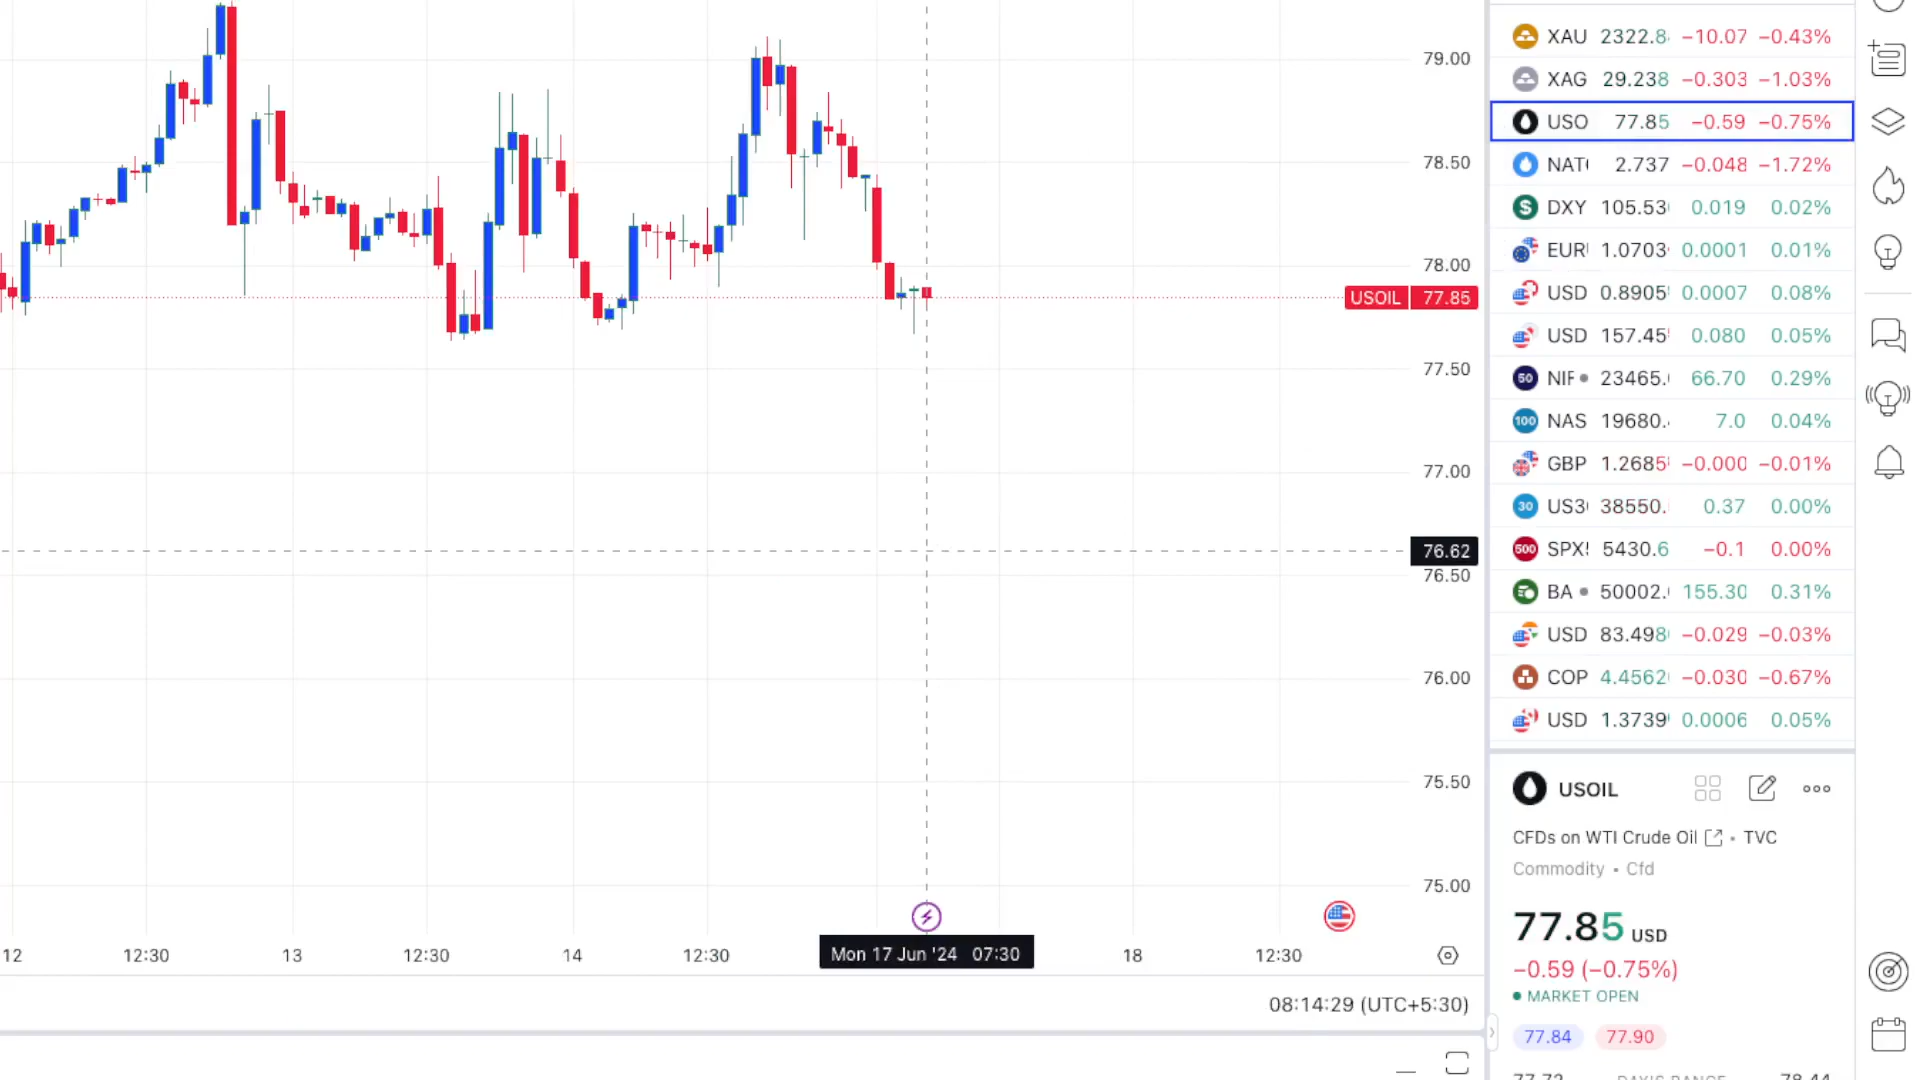 79.00
78.50
78.00
USOIL 77.85
77.50
77.00
76.62
76.50
76.00
75.50
75.00
12 12:30 13 12:30 14 12:30 Mon 17 Jun '24 07:30 18 12:30
08:14:29 (UTC+5:30)
XAU 2322.8 −10.07 −0.43%
XAG 29.238 −0.303 −1.03%
USO 77.85 −0.59 −0.75%
NAT 2.737 −0.048 −1.72%
DXY 105.53 0.019 0.02%
EUR 1.0703 0.0001 0.01%
USD 0.8905 0.0007 0.08%
USD 157.45 0.080 0.05%
50 NIF 23465. 66.70 0.29%
100 NAS 19680. 7.0 0.04%
GBP 1.2685 −0.000 −0.01%
30 US3 38550. 0.37 0.00%
500 SPX 5430.6 −0.1 0.00%
BA 50002. 155.30 0.31%
USD 83.498 −0.029 −0.03%
COP 4.4562 −0.030 −0.67%
USD 1.3739 0.0006 0.05%
USOIL
CFDs on WTI Crude Oil • TVC
Commodity • Cfd
77.85 USD
−0.59 (−0.75%)
MARKET OPEN
77.84 77.90